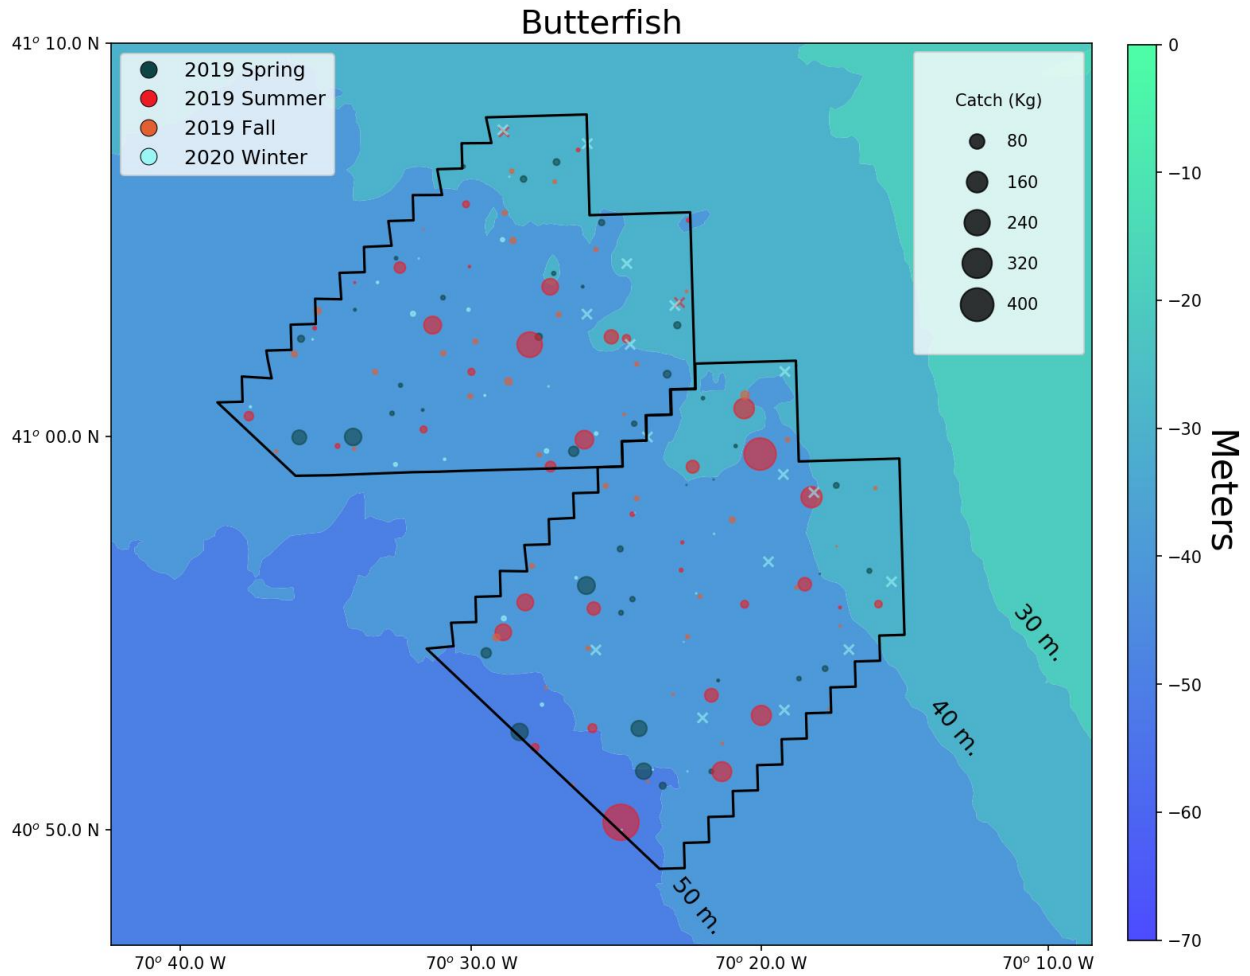 Butterfish
41° 10.0 N
41° 00.0 N
40° 50.0 N
2019 Spring
2019 Summer
2019 Fall
2020 Winter
Catch (Kg)
80
160
240
320
400
30 m.
40 m.
50 m.
70° 40.0 W
70° 30.0 W
70° 20.0 W
70° 10.0 W
0
−10
−20
−30
−40
−50
−60
−70
Meters